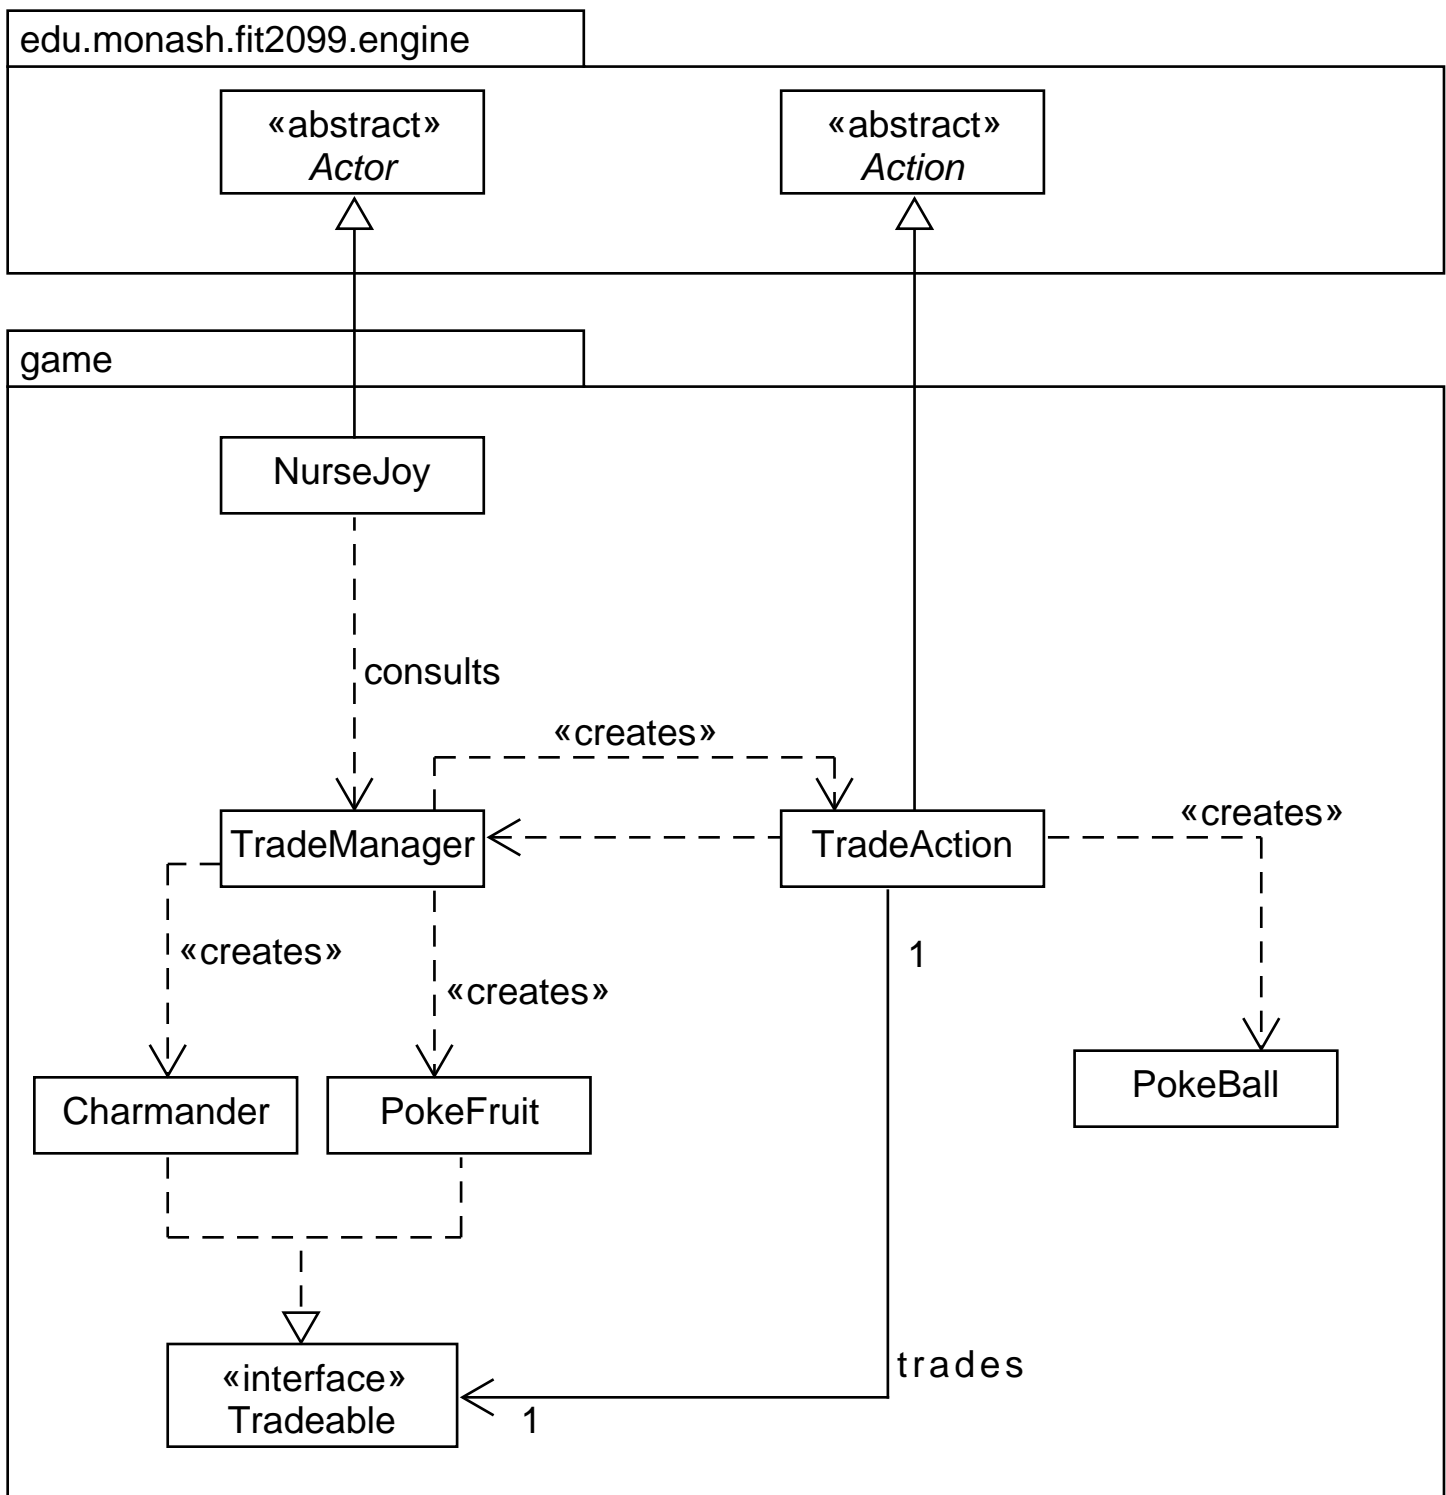 edu.monash.fit2099.engine
«abstract»
Actor
«abstract»
Action
game
NurseJoy
consults
«creates»
«creates»
TradeManager
TradeAction
«creates»
1
«creates»
Charmander
PokeFruit
PokeBall
trades
«interface»
Tradeable
1